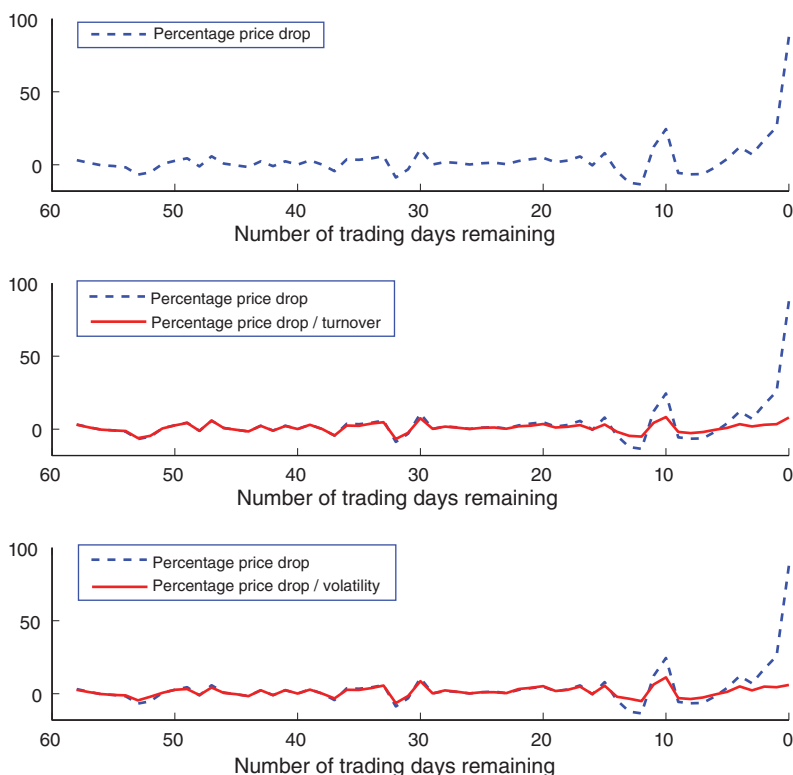 100
Percentage price drop
50
0
60 50 40 30 20 10 0
Number of trading days remaining
100
Percentage price drop
Percentage price drop / turnover
50
0
60 50 40 30 20 10 0
Number of trading days remaining
100
Percentage price drop
Percentage price drop / volatility
50
0
60 50 40 30 20 10 0
Number of trading days remaining